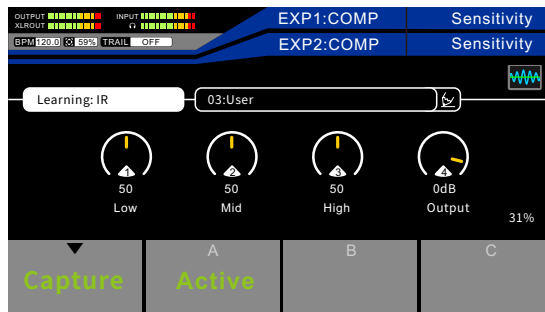 OUTPUT INPUT EXP1:COMP Sensitivity
XLROUT
BPM 120.0 59% TRAIL OFF EXP2:COMP Sensitivity
Learning: IR 03:User
1 2 3 4
50 50 50 0dB
Low Mid High Output
31%
A B C
Capture Active